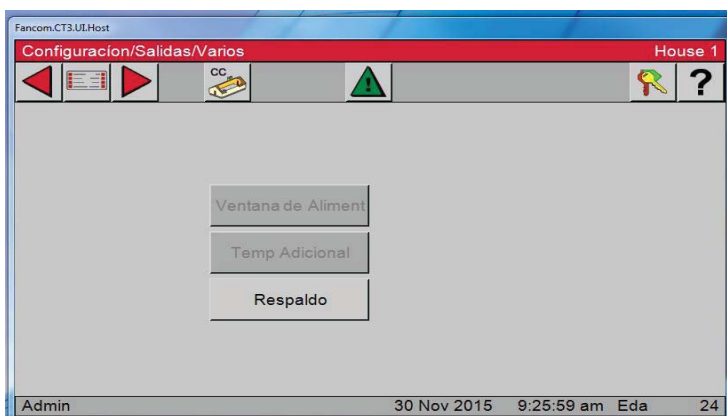 Fancom.CT3.UI.Host
Configuracíon/Salidas/Varios House 1
CC ?
Ventana de Aliment
Temp Adicional
Respaldo
Admin 30 Nov 2015 9:25:59 am Eda 24